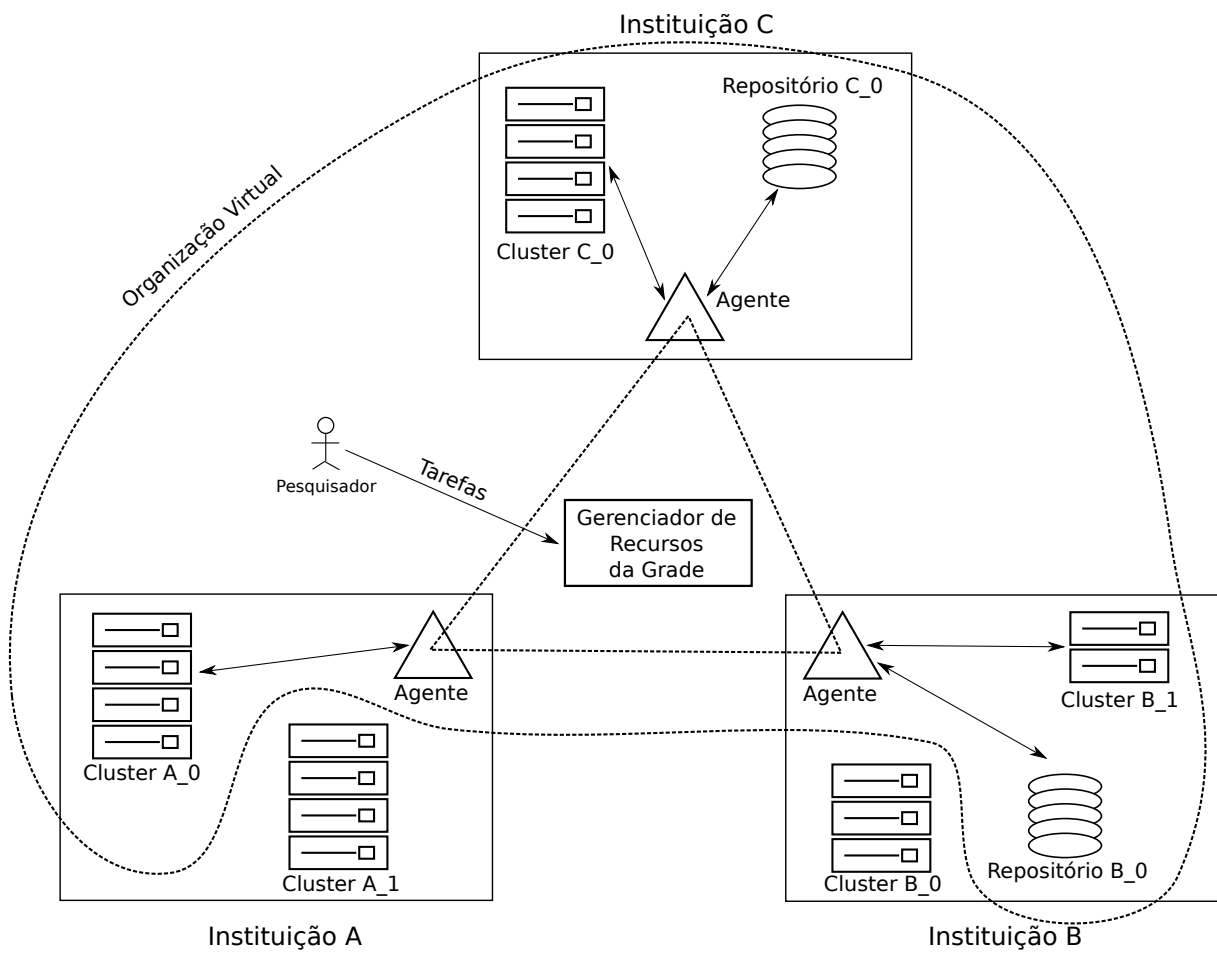 Instituição C
Repositório C_0
Cluster C_0
Agente
Organização Virtual
Pesquisador
Tarefas
Gerenciador de
Recursos
da Grade
Agente
Cluster A_0
Cluster A_1
Instituição A
Agente
Cluster B_1
Cluster B_0
Repositório B_0
Instituição B